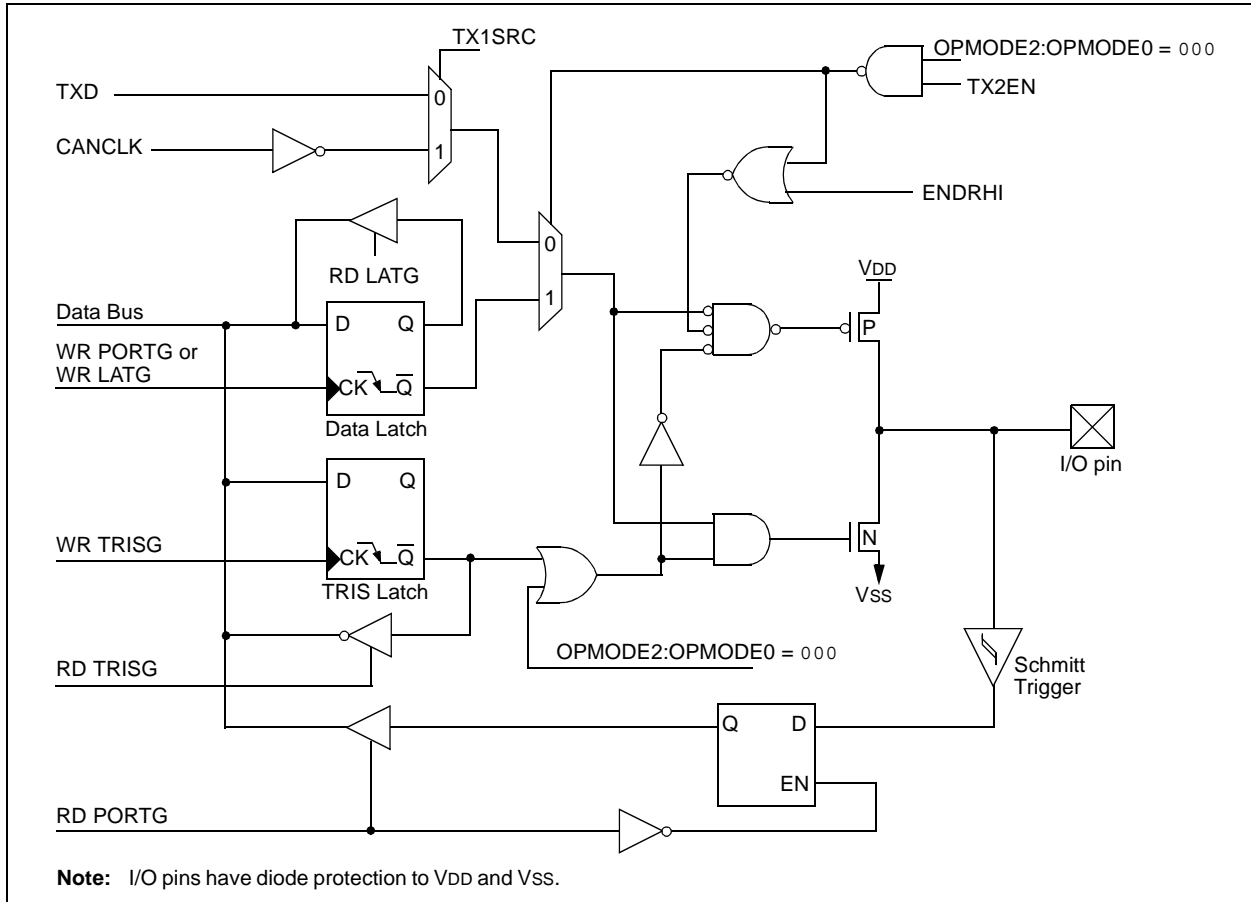 TX1SRC
OPMODE2:OPMODE0 = 000
TXD
0
TX2EN
CANCLK
1
ENDRHI
0
RD LATG
VDD
Data Bus
D
Q
1
P
WR PORTG or
WR LATG
CK
Q
Data Latch
I/O pin
D
Q
WR TRISG
CK
Q
N
TRIS Latch
VSS
OPMODE2:OPMODE0 = 000
RD TRISG
Schmitt
Trigger
Q
D
EN
RD PORTG
Note: I/O pins have diode protection to VDD and VSS.